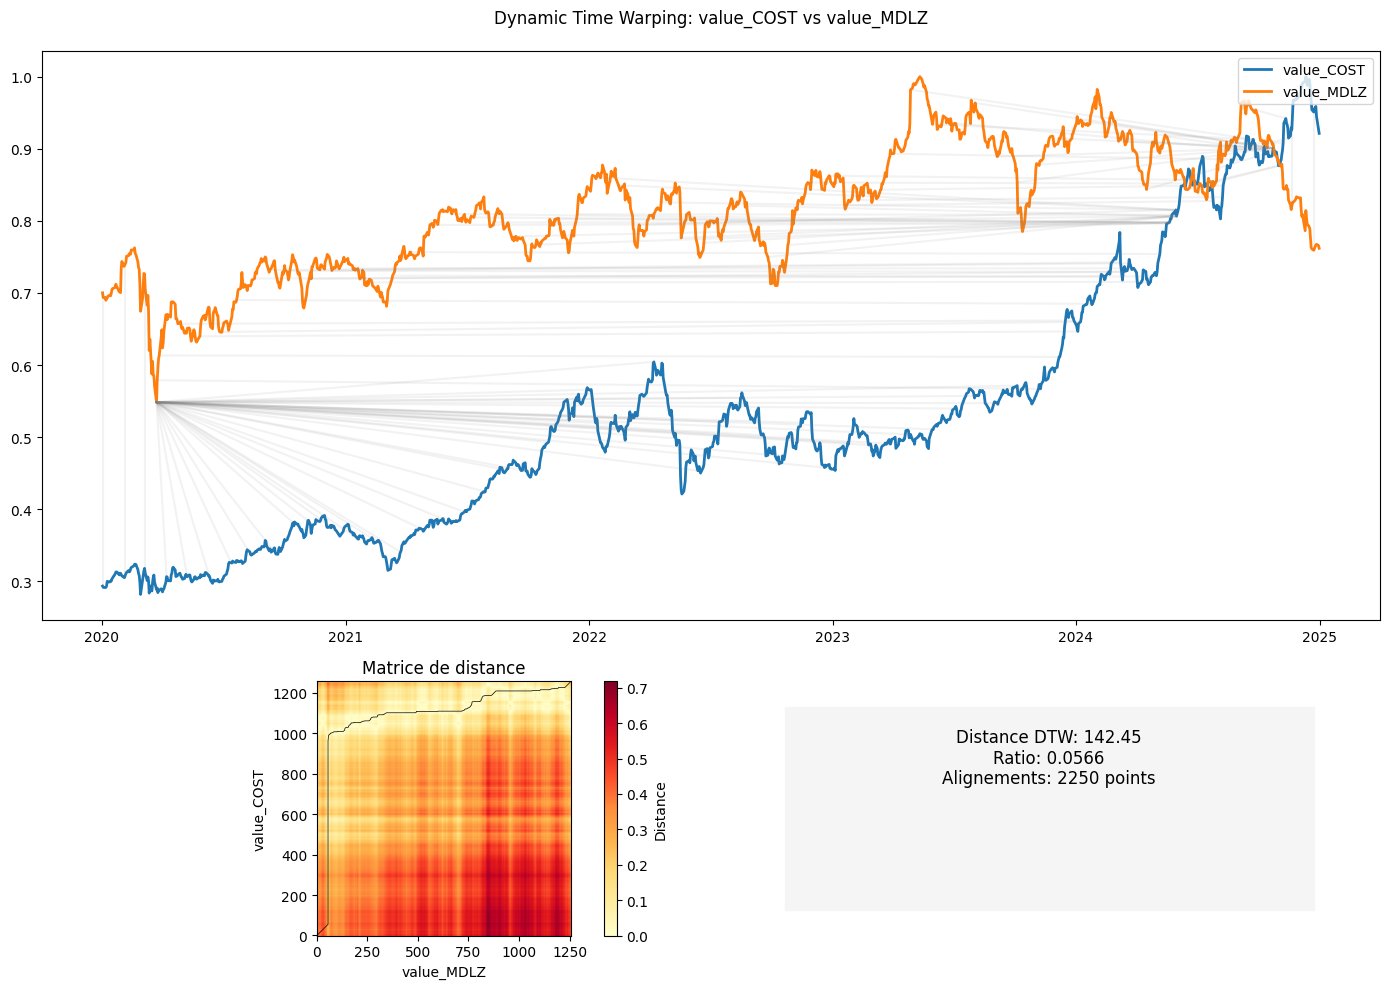 Dynamic Time Warping: value_COST vs value_MDLZ
value_COST
value_MDLZ
1.0
0.9
0.8
0.7
0.6
0.5
0.4
0.3
2020 2021 2022 2023 2024 2025
Matrice de distance
value_COST
1200
1000
800
600
400
200
0
0 250 500 750 1000 1250
value_MDLZ
0.7
0.6
0.5
0.4
0.3
0.2
0.1
0.0
Distance
Distance DTW: 142.45
Ratio: 0.0566
Alignements: 2250 points